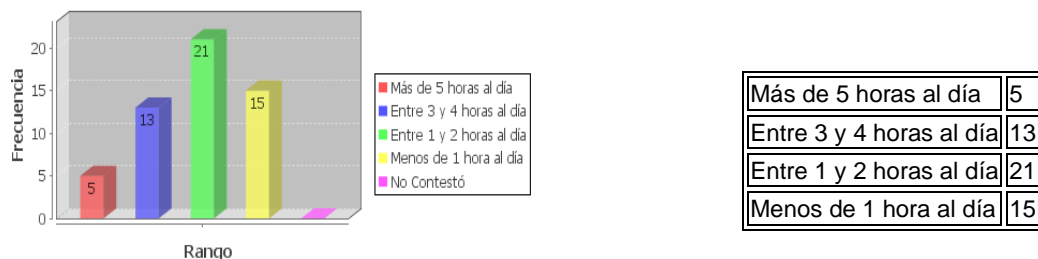 Frecuencia
20
15
10
5
0
5
13
21
15
Rango
Más de 5 horas al día
Entre 3 y 4 horas al día
Entre 1 y 2 horas al día
Menos de 1 hora al día
No Contestó
Más de 5 horas al día 5
Entre 3 y 4 horas al día 13
Entre 1 y 2 horas al día 21
Menos de 1 hora al día 15